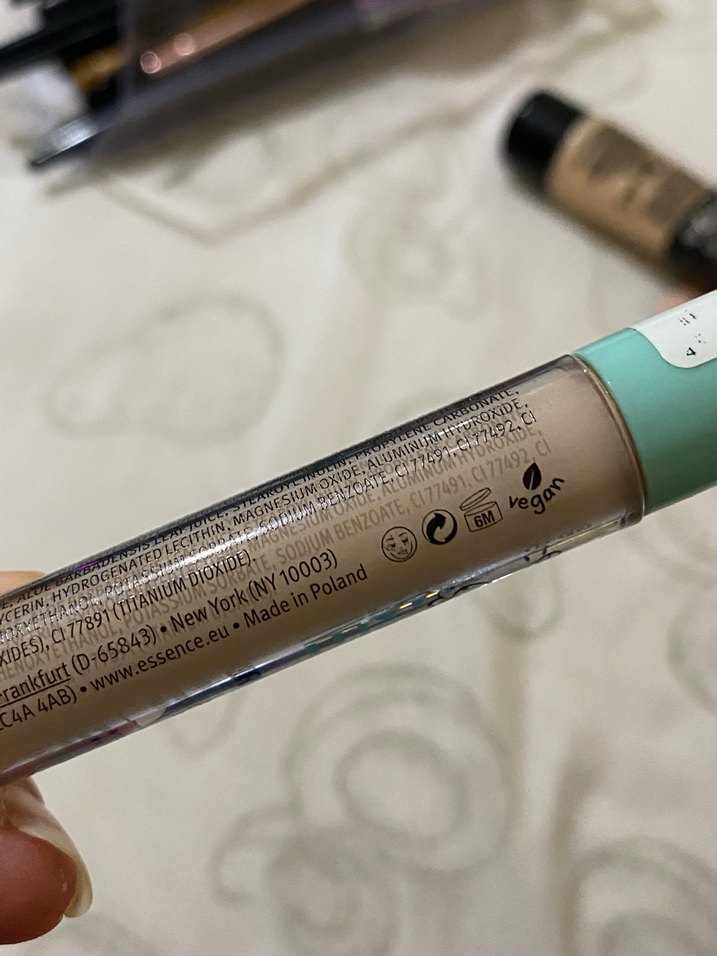 ALOE BARBADENSIS LEAF JUICE, STEAROYL INULIN, PROPYLENE CARBONATE,
HYDROGENATED LECITHIN, MAGNESIUM OXIDE, ALUMINUM HYDROXIDE,
SODIUM BENZOATE, CI 77491, CI 77492, CI
CI 77891 (TITANIUM DIOXIDE).
Frankfurt (D-65843) • New York (NY 10003)
4AB) • www.essence.eu • Made in Poland
6M
vegan